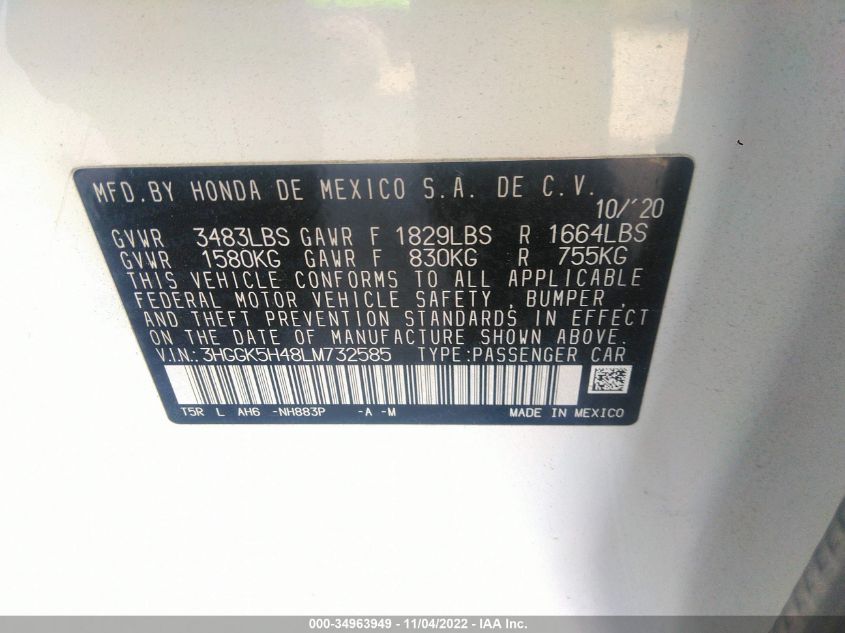 MFD.BY HONDA DE MEXICO S.A. DE C.V.
10/'20
GVWR 3483LBS GAWR F 1829LBS R 1664LBS
GVWR 1580KG GAWR F 830KG R 755KG
THIS VEHICLE CONFORMS TO ALL APPLICABLE
FEDERAL MOTOR VEHICLE SAFETY , BUMPER ,
AND THEFT PREVENTION STANDARDS IN EFFECT
ON THE DATE OF MANUFACTURE SHOWN ABOVE.
V.I.N.: 3HGGK5H48LM732585 TYPE:PASSENGER CAR
T5R L AH6 -NH883P -A -M MADE IN MEXICO
000-34963949 - 11/04/2022 - IAA Inc.